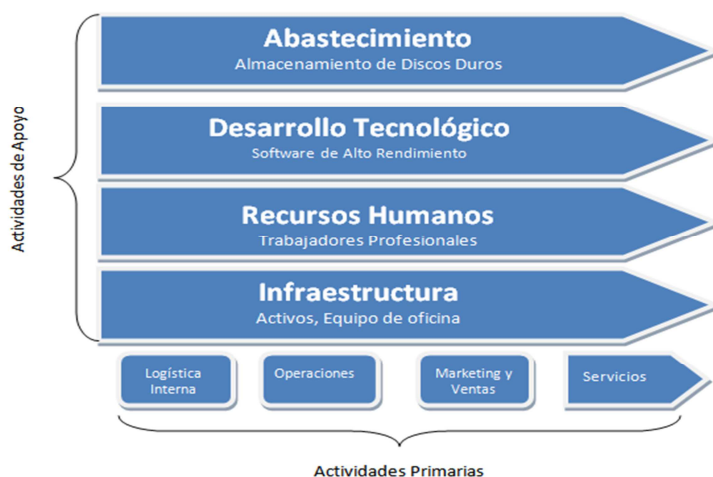 Actividades de Apoyo
Abastecimiento
Almacenamiento de Discos Duros
Desarrollo Tecnológico
Software de Alto Rendimiento
Recursos Humanos
Trabajadores Profesionales
Infraestructura
Activos, Equipo de oficina
Logística
Interna
Operaciones
Marketing y
Ventas
Servicios
Actividades Primarias